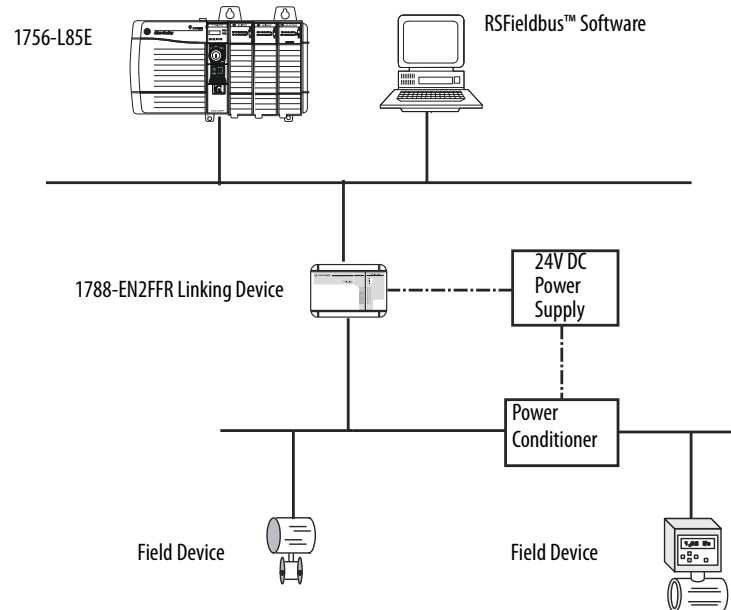 1756-L85E
RSFieldbus™ Software
1788-EN2FFR Linking Device
24V DC
Power
Supply
Power
Conditioner
Field Device
Field Device